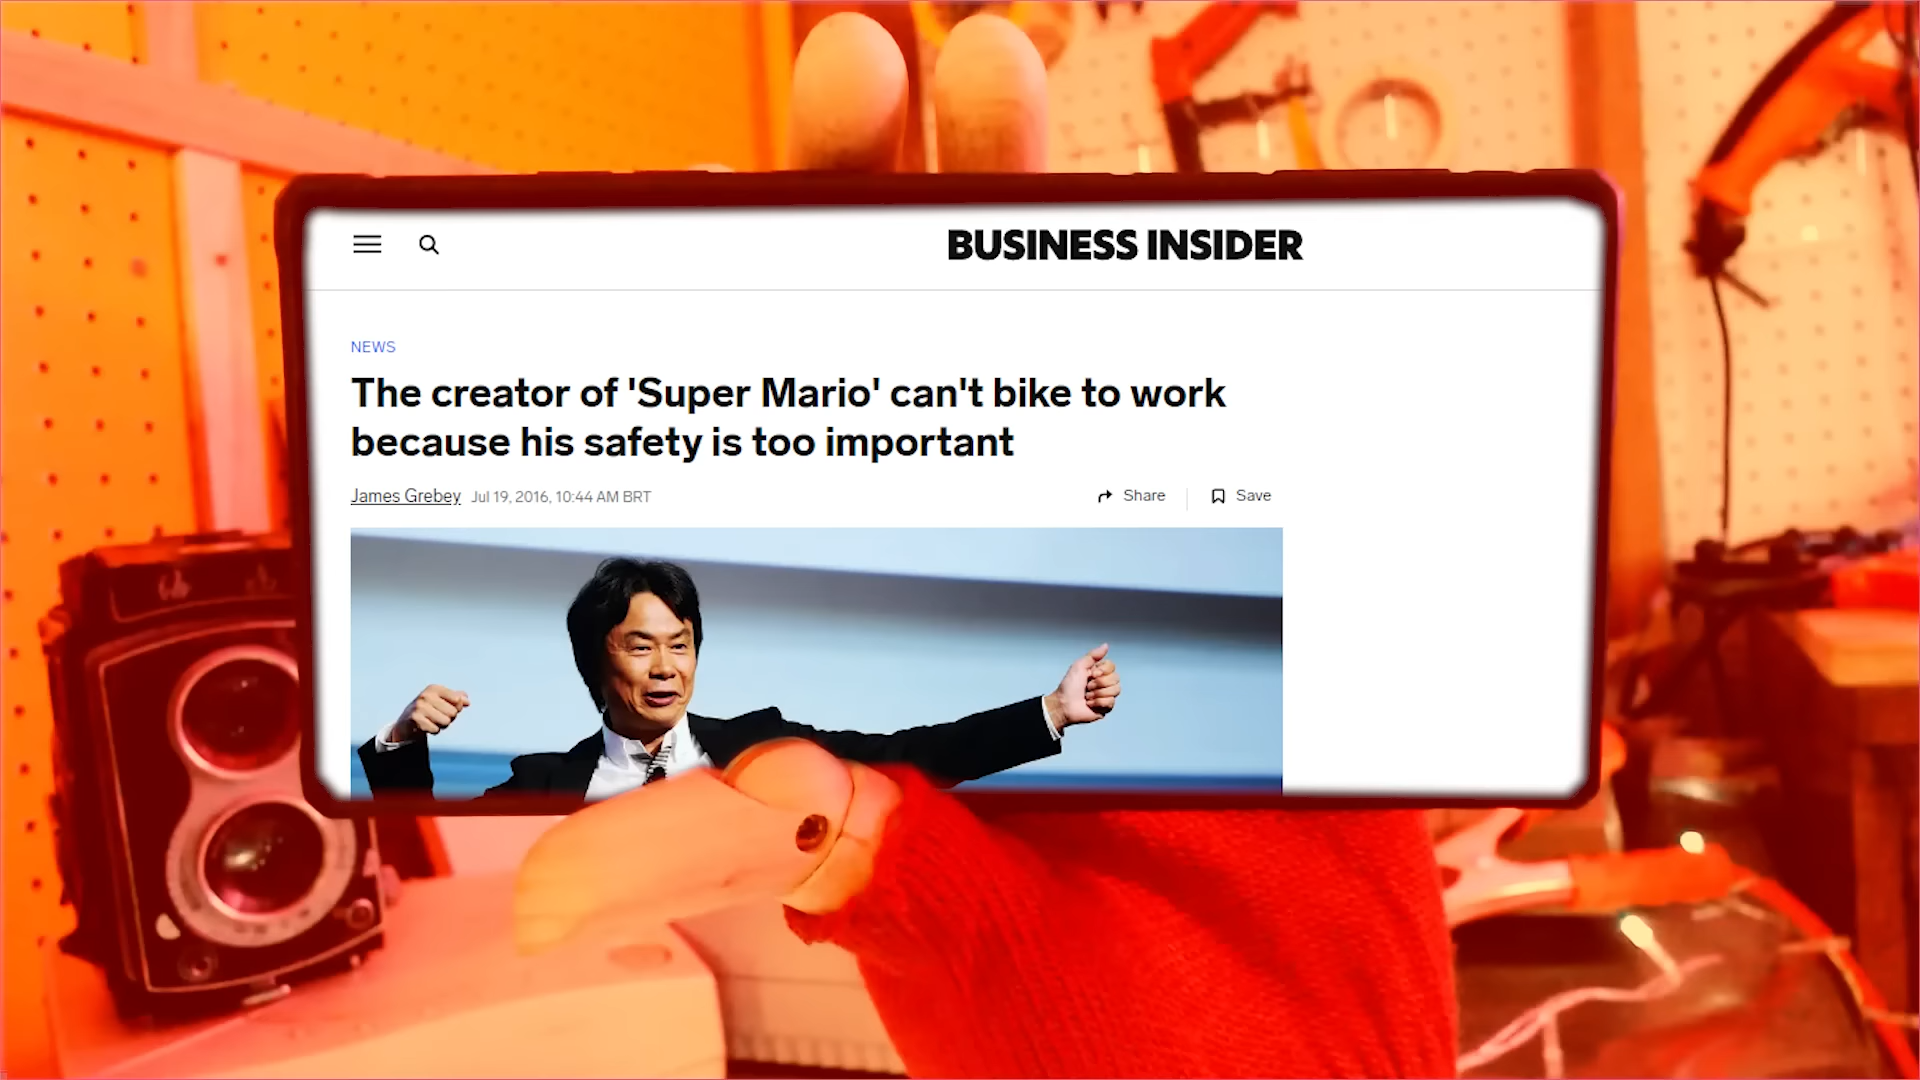 BUSINESS INSIDER
NEWS
The creator of 'Super Mario' can't bike to work
because his safety is too important
James Grebey Jul 19, 2016, 10:44 AM BRT
Share
Save